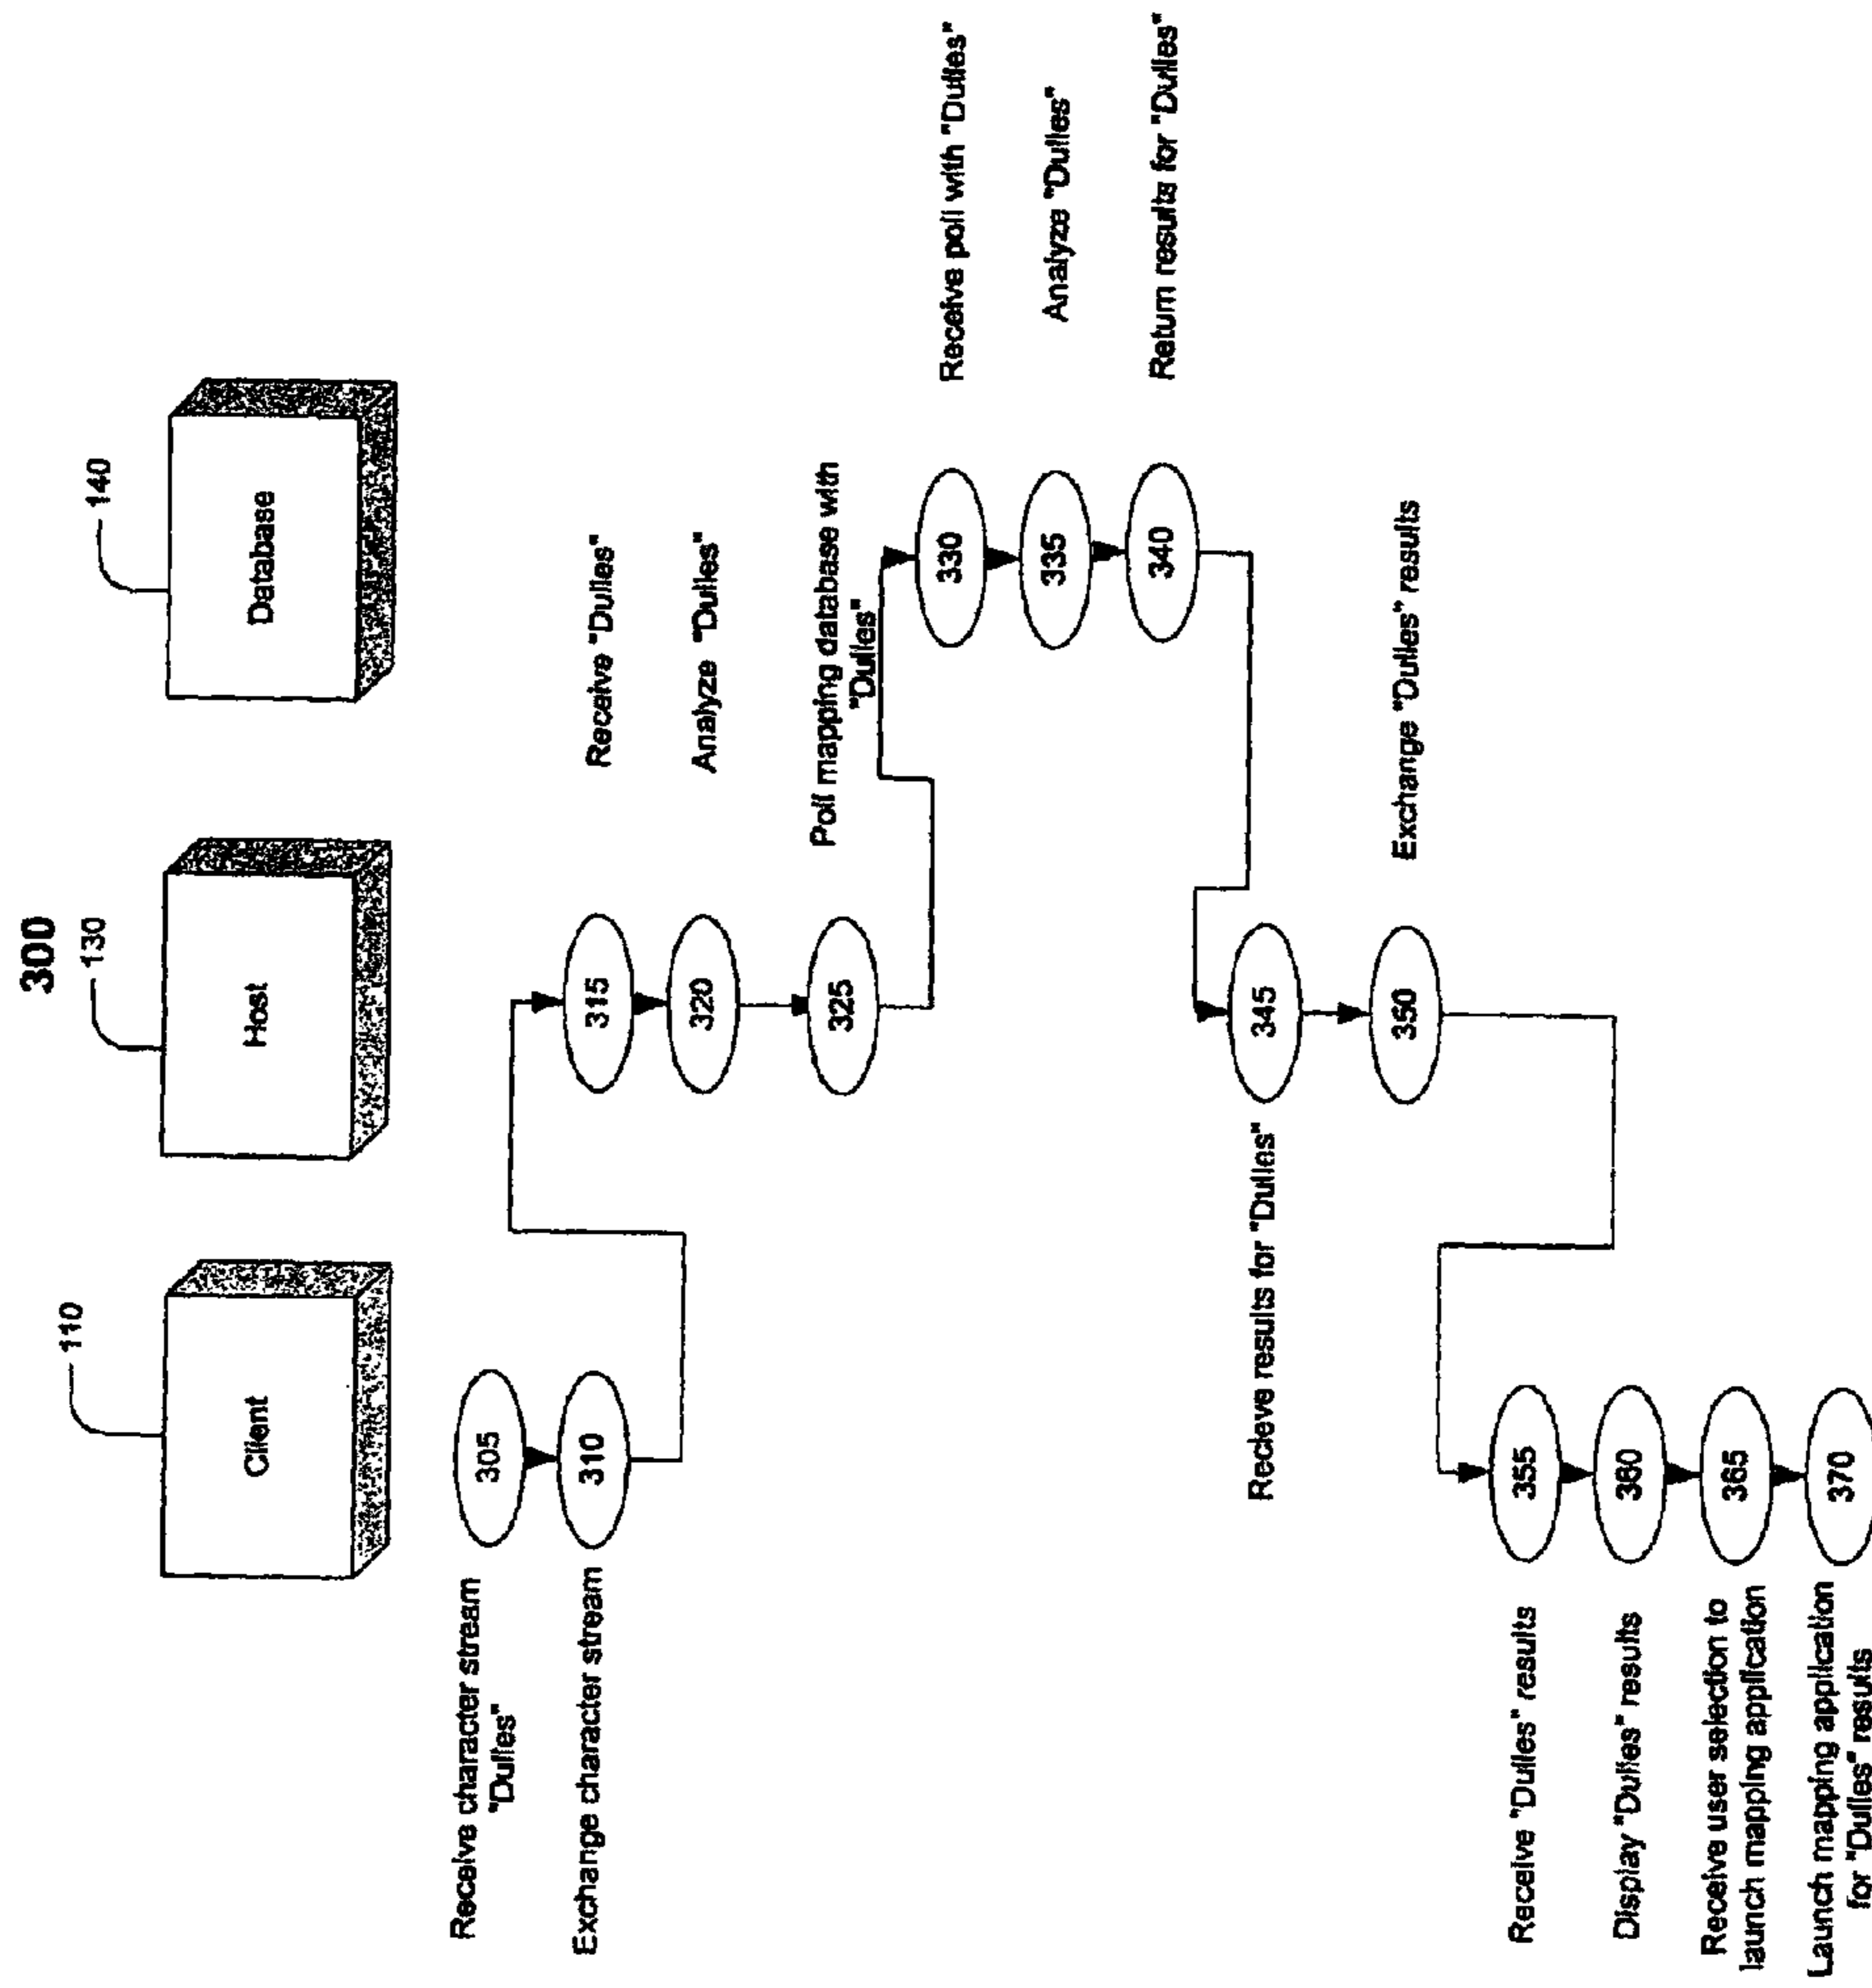 300
110
130
140
Client
Host
Database
Receive character stream
"Dulles"
305
Exchange character stream
310
315
Receive "Dulles"
320
Analyze "Dulles"
325
Poll mapping database with
"Dulles"
330
Receive poll with "Dulles"
335
Analyze "Dulles"
340
Return results for "Dulles"
Recieve results for "Dulles"
345
350
Exchange "Dulles" results
Receive "Dulles" results
355
Display "Dulles" results
360
Receive user selection to
launch mapping application
365
Launch mapping application
for "Dulles" results
370